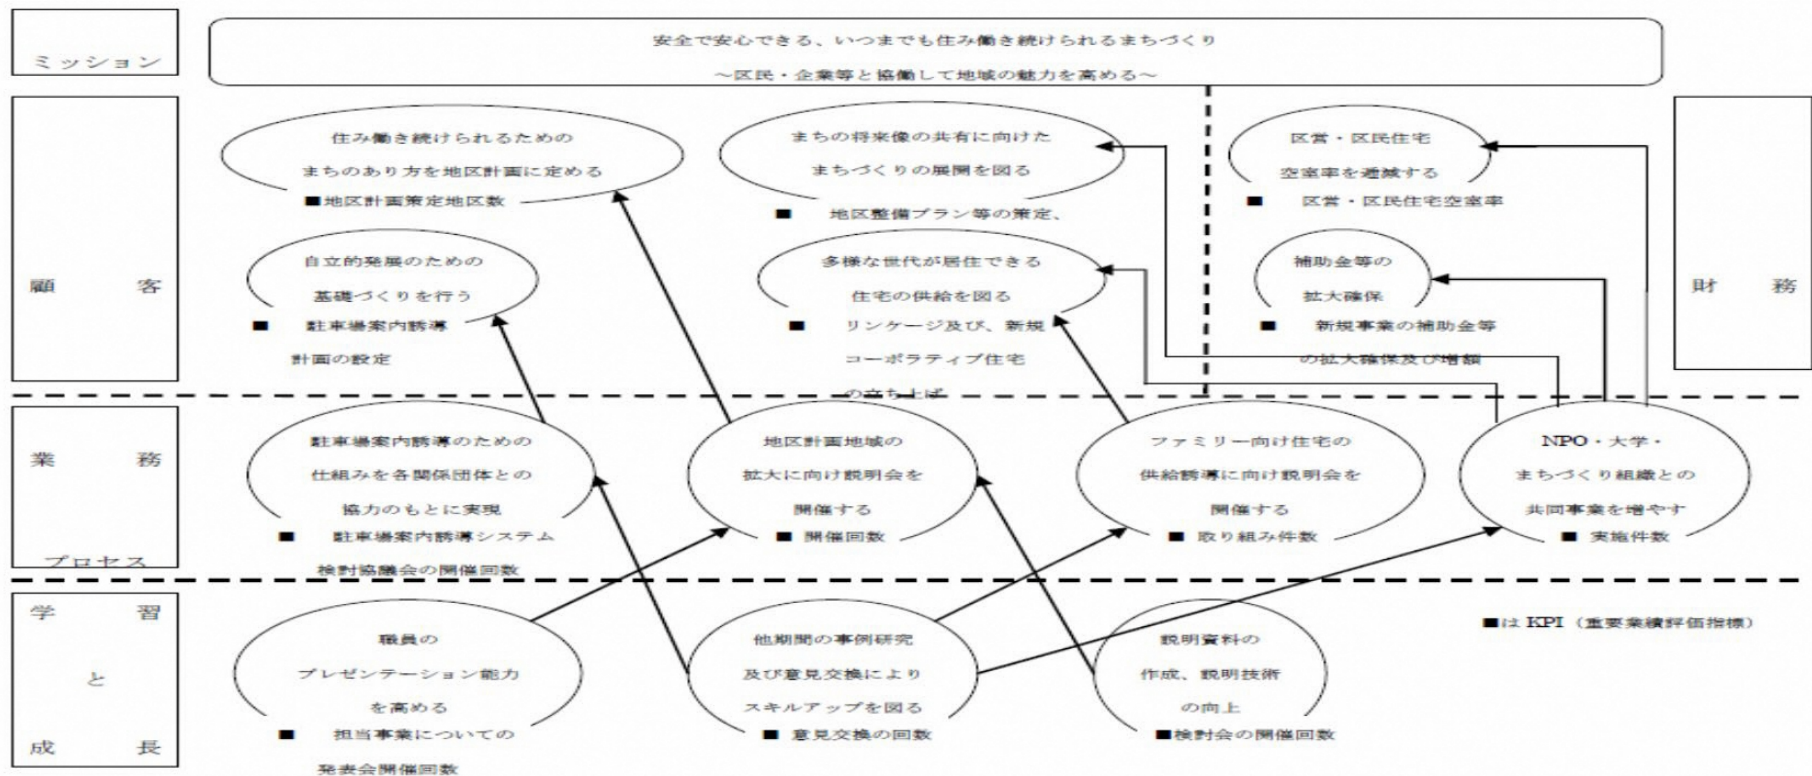 ミッション
安全で安心できる、いつまでも住み働き続けられるまちづくり
～区民・企業等と協働して地域の魅力を高める～
顧 客
財 務
住み働き続けられるための
まちのあり方を地区計画に定める
■地区計画策定地区数
まちの将来像の共有に向けた
まちづくりの展開を図る
■ 地区整備プラン等の策定、
区営・区民住宅
空室率を逓減する
■ 区営・区民住宅空室率
自立的発展のための
基礎づくりを行う
■ 駐車場案内誘導
計画の設定
多様な世代が居住できる
住宅の供給を図る
■ リンケージ及び、新規
コーポラティブ住宅
の立ち上げ
補助金等の
拡大確保
■ 新規事業の補助金等
の拡大確保及び増額
業 務
プロセス
駐車場案内誘導のための
仕組みを各関係団体との
協力のもとに実現
■ 駐車場案内誘導システム
検討協議会の開催回数
地区計画地域の
拡大に向け説明会を
開催する
■ 開催回数
ファミリー向け住宅の
供給誘導に向け説明会を
開催する
■ 取り組み件数
NPO・大学・
まちづくり組織との
共同事業を増やす
■ 実施件数
学 習
と
成 長
職員の
プレゼンテーション能力
を高める
■ 担当事業についての
発表会開催回数
他期間の事例研究
及び意見交換により
スキルアップを図る
■ 意見交換の回数
説明資料の
作成、説明技術
の向上
■検討会の開催回数
■は KPI（重要業績評価指標）